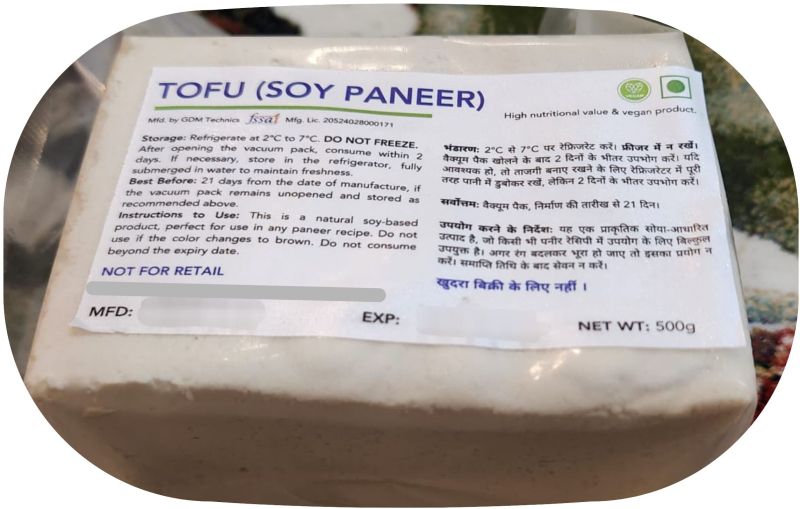 TOFU (SOY PANEER)
VEGAN
High nutritional value & vegan product.
Mfd. by GDM Technics fssai Mfg. Lic. 20524028000171
Storage: Refrigerate at 2°C to 7°C. DO NOT FREEZE.
After opening the vacuum pack, consume within 2
days. If necessary, store in the refrigerator, fully
submerged in water to maintain freshness.
Best Before: 21 days from the date of manufacture, if
the vacuum pack remains unopened and stored as
recommended above.
Instructions to Use: This is a natural soy-based
product, perfect for use in any paneer recipe. Do not
use if the color changes to brown. Do not consume
beyond the expiry date.
NOT FOR RETAIL
भंडारण: 2°C से 7°C पर रेफ्रिजरेट करें। फ्रीजर में न रखें।
वैक्यूम पैक खोलने के बाद 2 दिनों के भीतर उपभोग करें। यदि
आवश्यक हो, तो ताजगी बनाए रखने के लिए रेफ्रिजरेटर में पूरी
तरह पानी में डुबोकर रखें, लेकिन 2 दिनों के भीतर उपभोग करें।
सर्वोत्तम: वैक्यूम पैक, निर्माण की तारीख से 21 दिन।
उपयोग करने के निर्देश: यह एक प्राकृतिक सोया-आधारित
उत्पाद है, जो किसी भी पनीर रेसिपी में उपयोग के लिए बिल्कुल
उपयुक्त है। अगर रंग बदलकर भूरा हो जाए तो इसका प्रयोग न
करें। समाप्ति तिथि के बाद सेवन न करें।
खुदरा बिक्री के लिए नहीं ।
MFD: EXP: NET WT: 500g